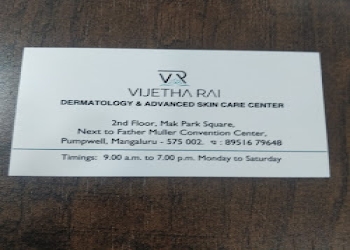 VR
VIJETHA RAI
DERMATOLOGY & ADVANCED SKIN CARE CENTER
2nd Floor, Mak Park Square,
Next to Father Muller Convention Center,
Pumpwell, Mangaluru - 575 002. ☎ : 89516 79648
Timings: 9.00 a.m. to 7.00 p.m. Monday to Saturday